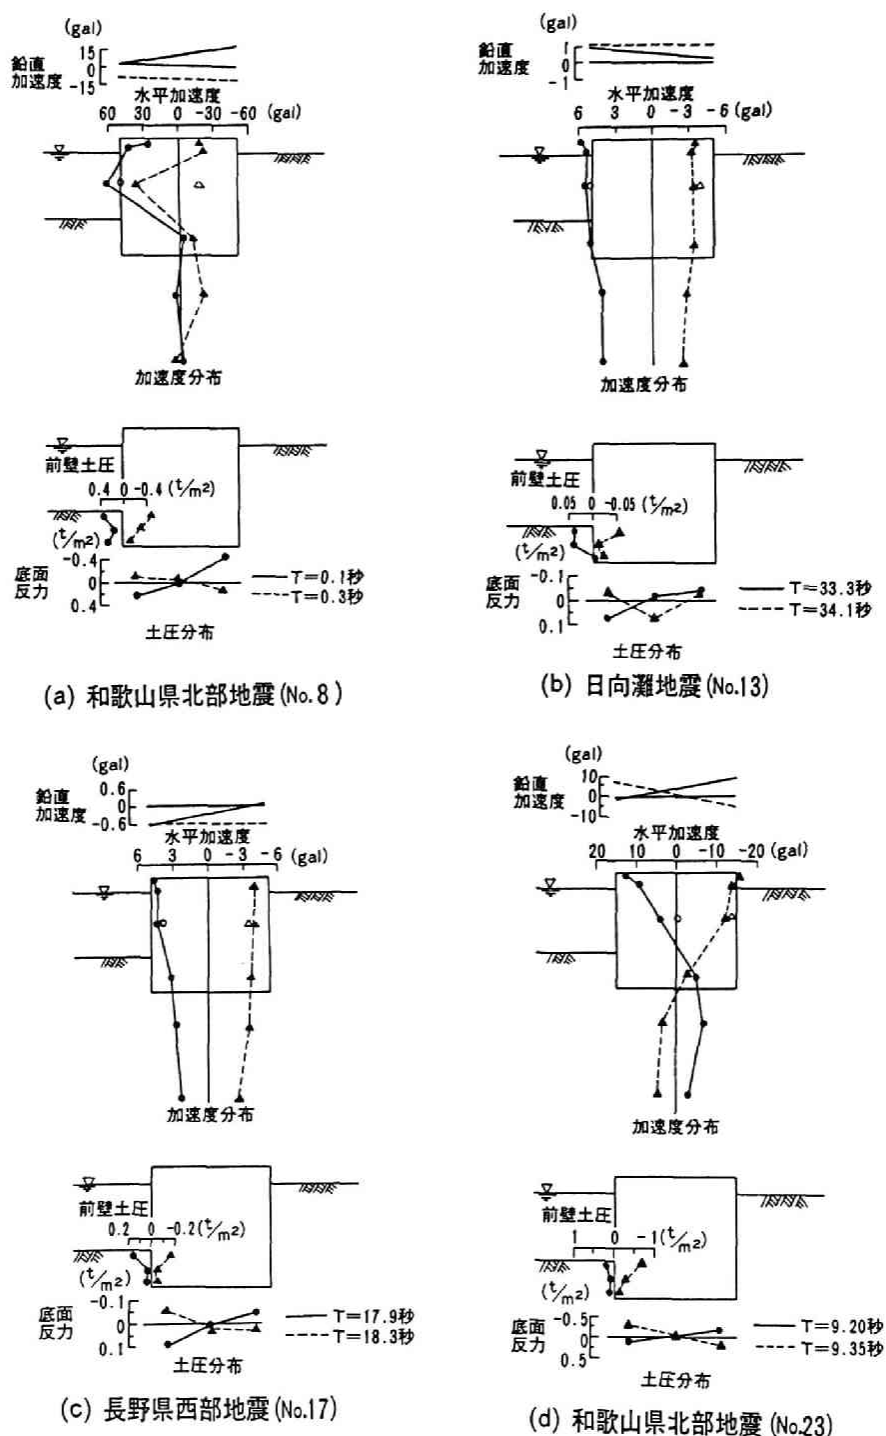 (gal)
鉛直
加速度
15
0
-15
水平加速度
60 30 0 -30 -60 (gal)
加速度分布
前壁土圧
0.4 0 -0.4 (t/m²)
(t/m²)
底面
反力
-0.4
0
0.4
T=0.1秒
T=0.3秒
土圧分布
(a) 和歌山県北部地震(No.8)
(gal)
鉛直
加速度
1
0
-1
水平加速度
6 3 0 -3 -6 (gal)
加速度分布
前壁土圧
0.05 0 -0.05 (t/m²)
(t/m²)
底面
反力
-0.1
0
0.1
T=33.3秒
T=34.1秒
土圧分布
(b) 日向灘地震(No.13)
(gal)
鉛直
加速度
0.6
0
-0.6
水平加速度
6 3 0 -3 -6 (gal)
加速度分布
前壁土圧
0.2 0 -0.2 (t/m²)
(t/m²)
底面
反力
-0.1
0
0.1
T=17.9秒
T=18.3秒
土圧分布
(c) 長野県西部地震(No.17)
(gal)
鉛直
加速度
10
0
-10
水平加速度
20 10 0 -10 -20 (gal)
加速度分布
前壁土圧
1 0 -1 (t/m²)
(t/m²)
底面
反力
-0.5
0
0.5
T=9.20秒
T=9.35秒
土圧分布
(d) 和歌山県北部地震(No.23)